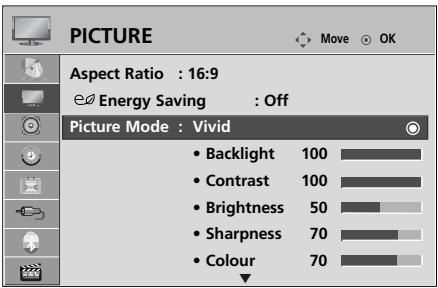 PICTURE
Move OK
Aspect Ratio : 16:9
Energy Saving : Off
Picture Mode : Vivid
• Backlight 100
• Contrast 100
• Brightness 50
• Sharpness 70
• Colour 70